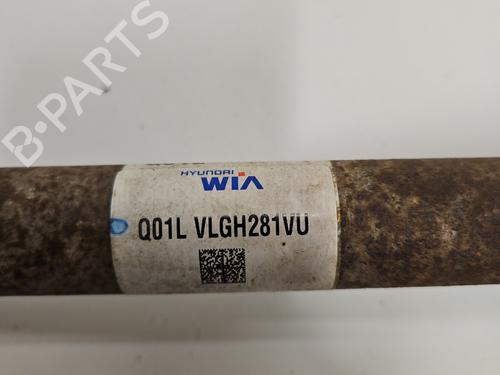 B-PARTS
HYUNDAI
WIA
Q01L VLGH281VU